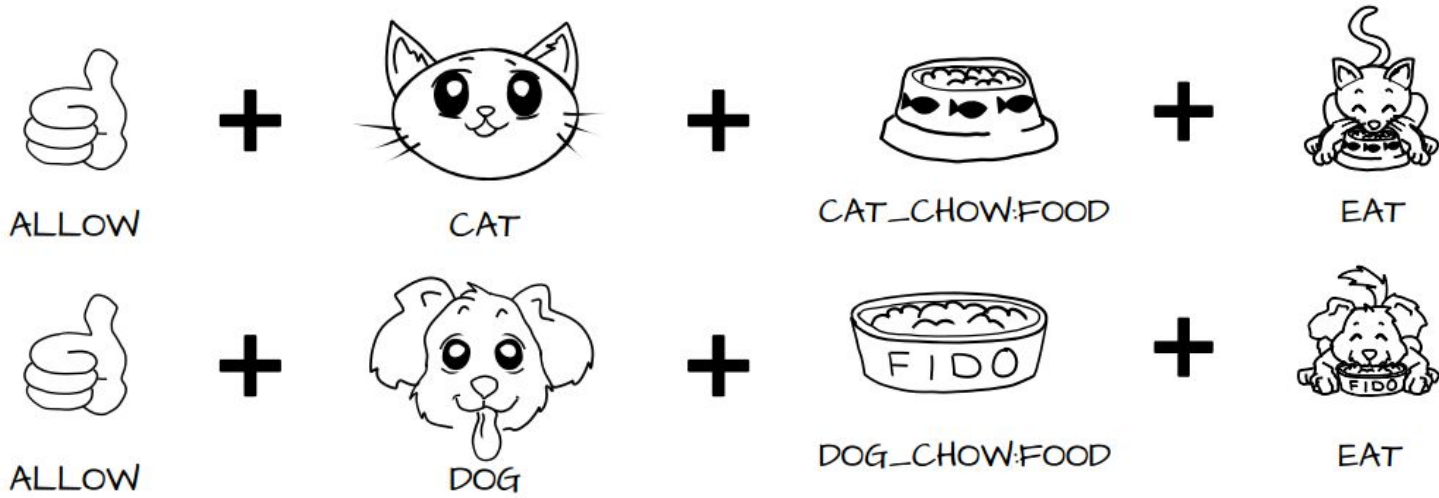 ALLOW CAT CAT_CHOW:FOOD EAT
FIDO
FIDO
ALLOW DOG DOG_CHOW:FOOD EAT